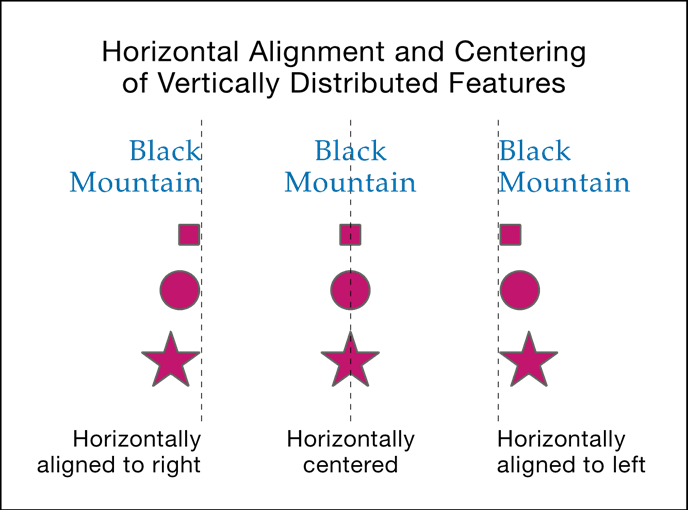 Horizontal Alignment and Centering
of Vertically Distributed Features
Black
Mountain
Black
Mountain
Black
Mountain
Horizontally
aligned to right
Horizontally
centered
Horizontally
aligned to left